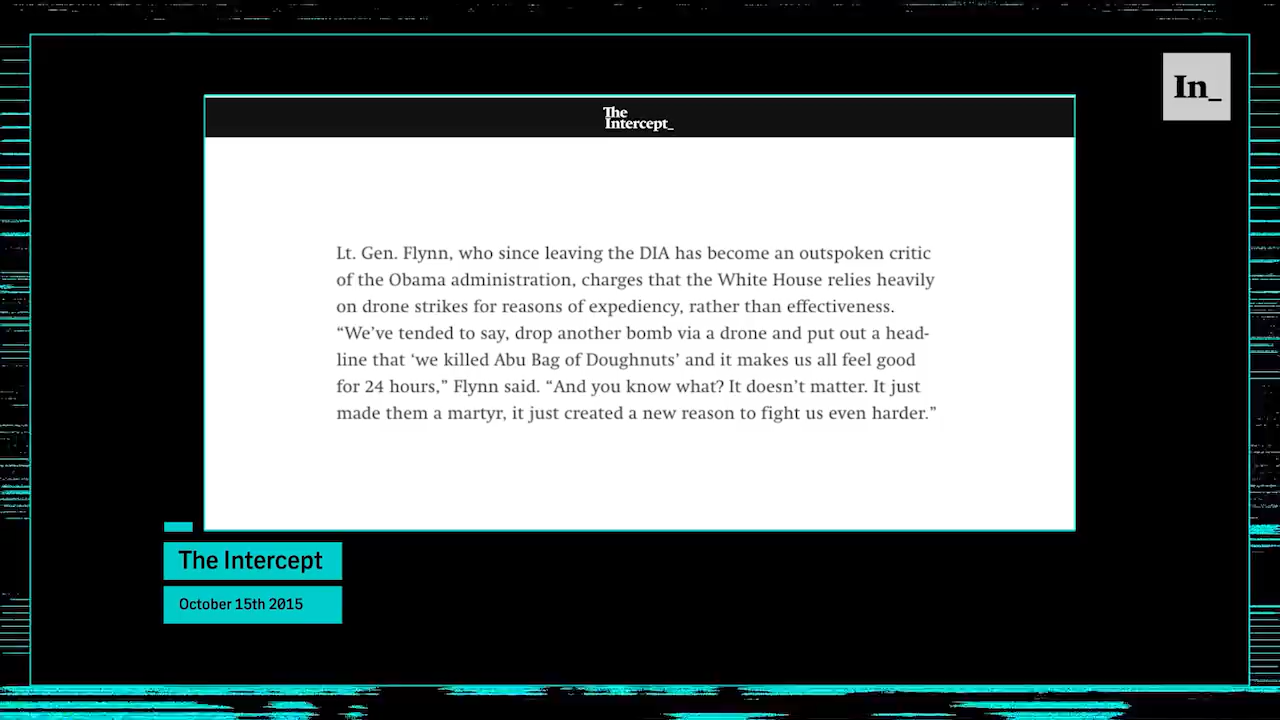 In_
The
Intercept_
Lt. Gen. Flynn, who since leaving the DIA has become an outspoken critic
of the Obama administration, charges that the White House relies heavily
on drone strikes for reasons of expediency, rather than effectiveness.
“We’ve tended to say, drop another bomb via a drone and put out a head-
line that ‘we killed Abu Bag of Doughnuts’ and it makes us all feel good
for 24 hours,” Flynn said. “And you know what? It doesn’t matter. It just
made them a martyr, it just created a new reason to fight us even harder.”
The Intercept
October 15th 2015